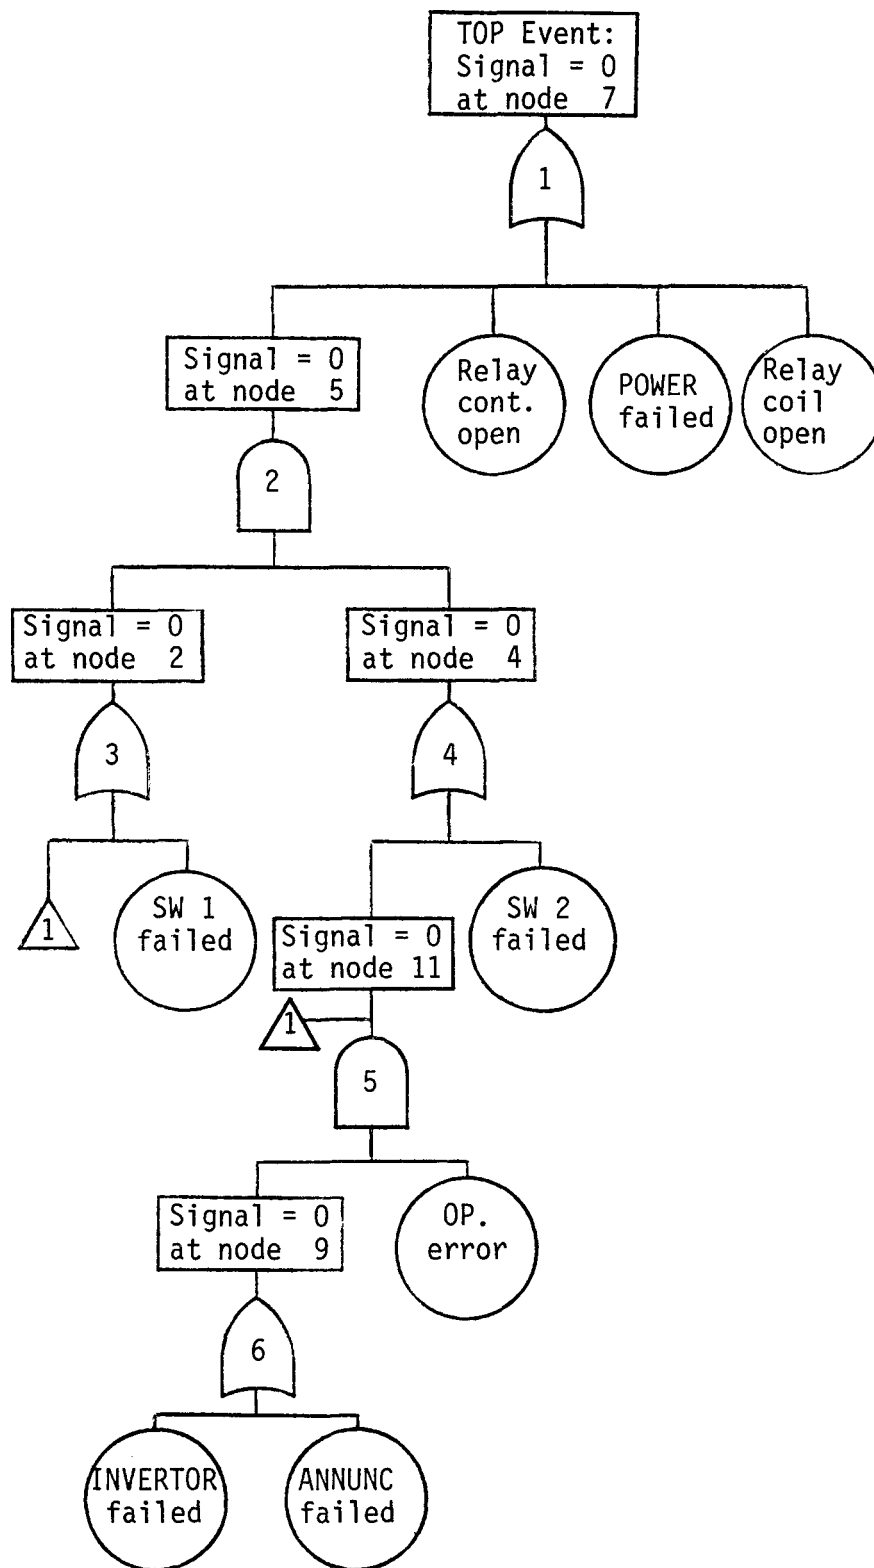 TOP Event:
Signal = 0
at node 7
1
Signal = 0
at node 5
Relay
cont.
open
POWER
failed
Relay
coil
open
2
Signal = 0
at node 2
Signal = 0
at node 4
3
4
1
SW 1
failed
Signal = 0
at node 11
SW 2
failed
1
5
Signal = 0
at node 9
OP.
error
6
INVERTOR
failed
ANNUNC
failed